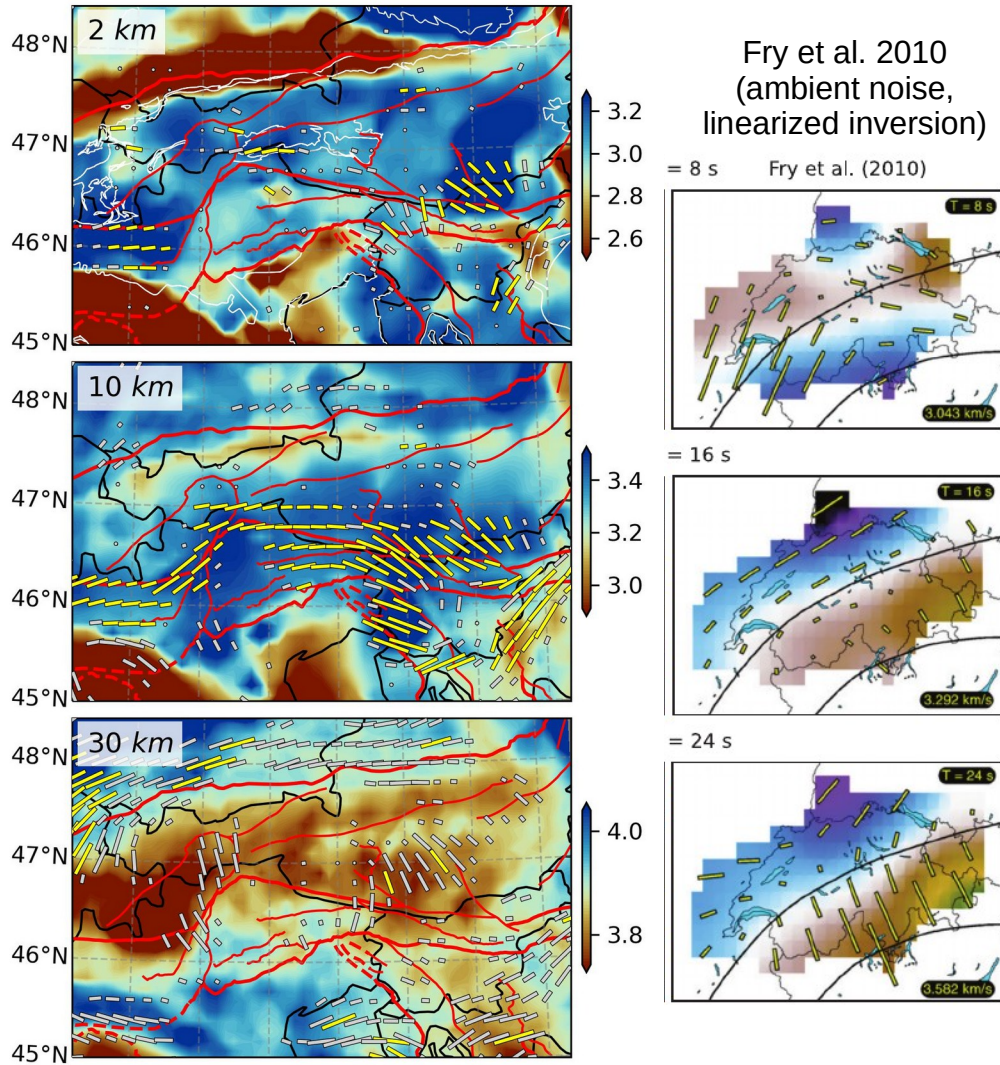 48°N
2 km
47°N
46°N
45°N
3.2
3.0
2.8
2.6
Fry et al. 2010
(ambient noise,
linearized inversion)
= 8 s Fry et al. (2010)
T = 8 s
3.043 km/s
48°N
10 km
47°N
46°N
45°N
3.4
3.2
3.0
= 16 s
T = 16 s
3.292 km/s
48°N
30 km
47°N
46°N
45°N
4.0
3.8
= 24 s
T = 24 s
3.582 km/s